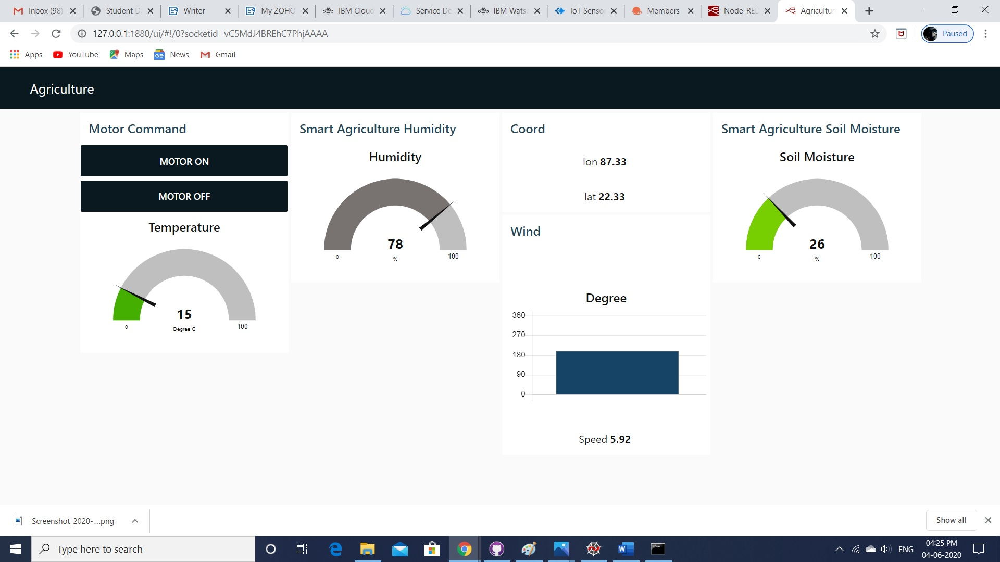 Inbox (98)
Student D
Writer
My ZOHO
IBM Cloud
Service De
IBM Wats
IoT Senso
Members
Node-RED
Agricultur
127.0.0.1:1880/ui/#!/0?socketid=vC5MdJ4BREhC7PhjAAAA
Paused
Apps
YouTube
Maps
News
Gmail
Agriculture
Motor Command
MOTOR ON
MOTOR OFF
Temperature
15
Degree C
0
100
Smart Agriculture Humidity
Humidity
78
%
0
100
Coord
lon 87.33
lat 22.33
Wind
Degree
360
270
180
90
0
Speed 5.92
Smart Agriculture Soil Moisture
Soil Moisture
26
%
0
100
Screenshot_2020-....png
Show all
Type here to search
ENG
04:25 PM
04-06-2020